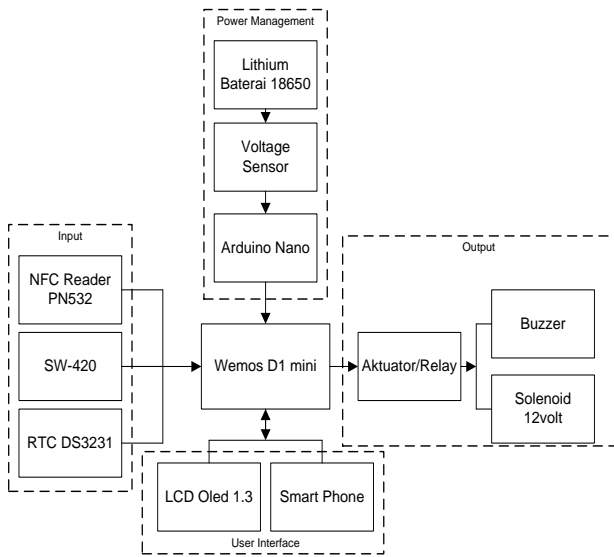 Power Management
Lithium
Baterai 18650
Voltage
Sensor
Arduino Nano
Input
NFC Reader
PN532
SW-420
RTC DS3231
Wemos D1 mini
Output
Aktuator/Relay
Buzzer
Solenoid
12volt
LCD Oled 1.3
Smart Phone
User Interface